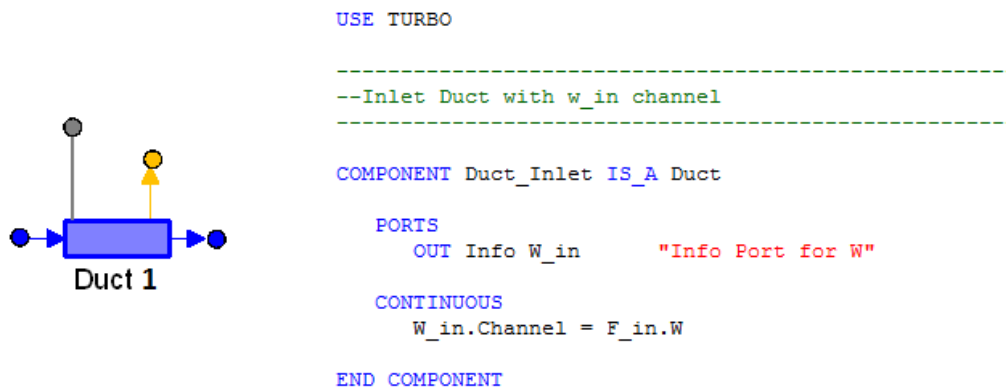 USE TURBO
----------------------------------------------------
--Inlet Duct with w_in channel
----------------------------------------------------
COMPONENT Duct_Inlet IS_A Duct
PORTS
OUT Info W_in "Info Port for W"
CONTINUOUS
W_in.Channel = F_in.W
END COMPONENT
Duct 1